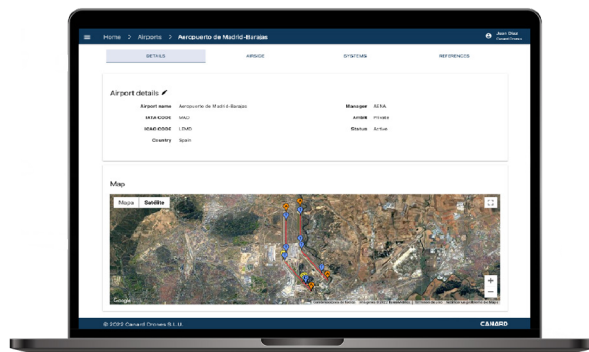 Home > Airports > Aeropuerto de Madrid-Barajas
Juan Díaz
Canard Drones
DETAILS AIRSIDE SYSTEMS REFERENCES
Airport details
Airport name Aeropuerto de Madrid-Barajas
Manager AENA
IATA CODE MAD
ICAO CODE LEMD
Status Active
Country Spain
Map
Mapa Satélite
Google
© 2022 Canard Drones S.L.U.
CANARD